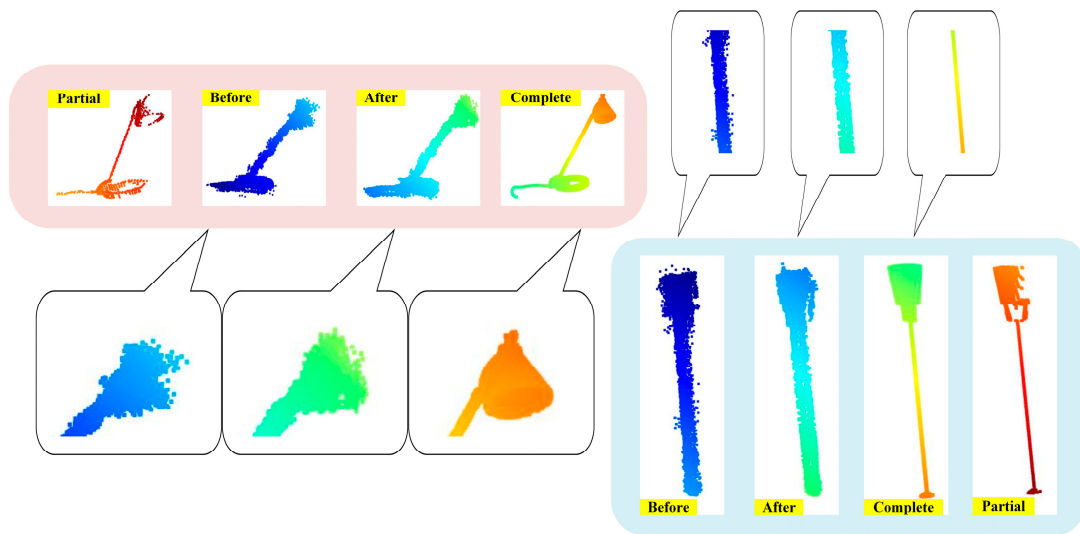 Partial
Before
After
Complete
Before
After
Complete
Partial